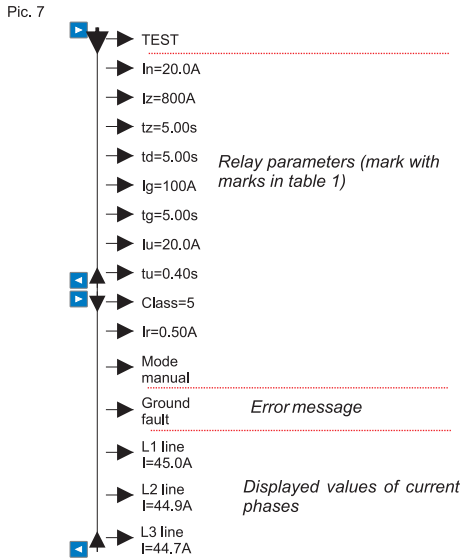 Pic. 7
TEST
In=20.0A
Iz=800A
tz=5.00s
td=5.00s
Relay parameters (mark with
marks in table 1)
Ig=100A
tg=5.00s
Iu=20.0A
tu=0.40s
Class=5
Ir=0.50A
Mode
manual
Ground
fault
Error message
L1 line
I=45.0A
L2 line
I=44.9A
Displayed values of current
phases
L3 line
I=44.7A